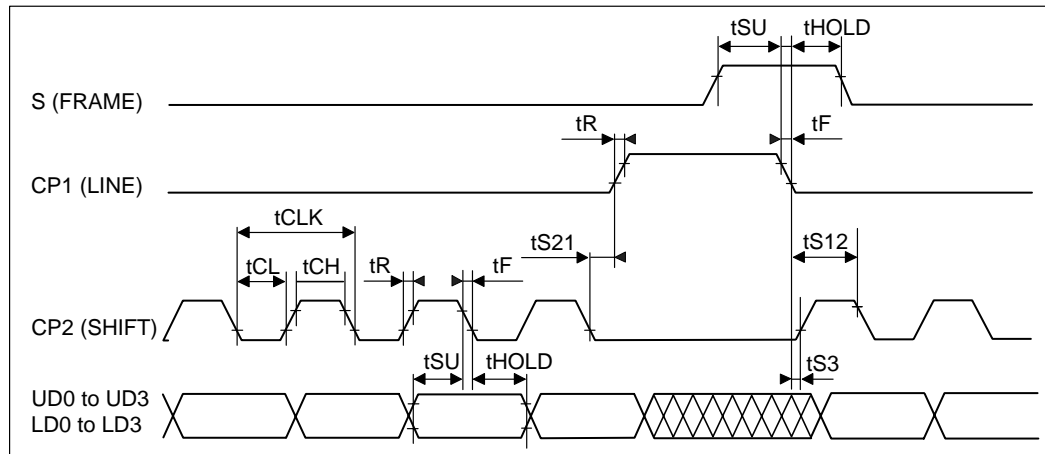 tSU tHOLD
S (FRAME)
tR tF
CP1 (LINE)
tCLK
tS21 tS12
tCL tCH tR tF
CP2 (SHIFT)
tSU tHOLD tS3
UD0 to UD3
LD0 to LD3